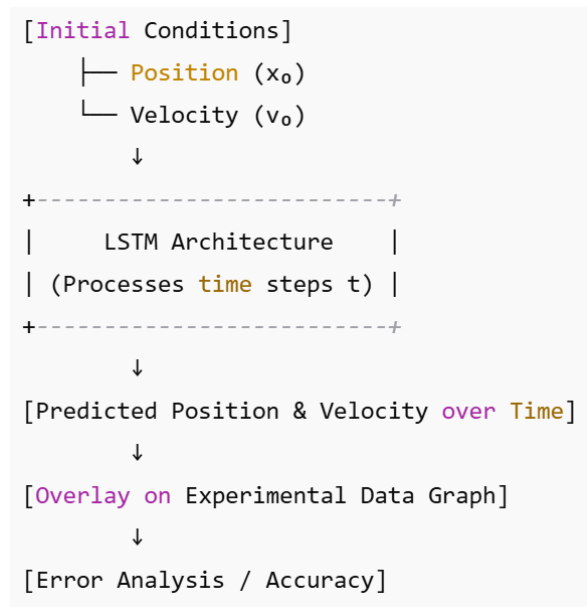 [Initial Conditions]
├── Position (x₀)
└── Velocity (v₀)
↓
+--------------------------+
| LSTM Architecture |
| (Processes time steps t) |
+--------------------------+
↓
[Predicted Position & Velocity over Time]
↓
[Overlay on Experimental Data Graph]
↓
[Error Analysis / Accuracy]